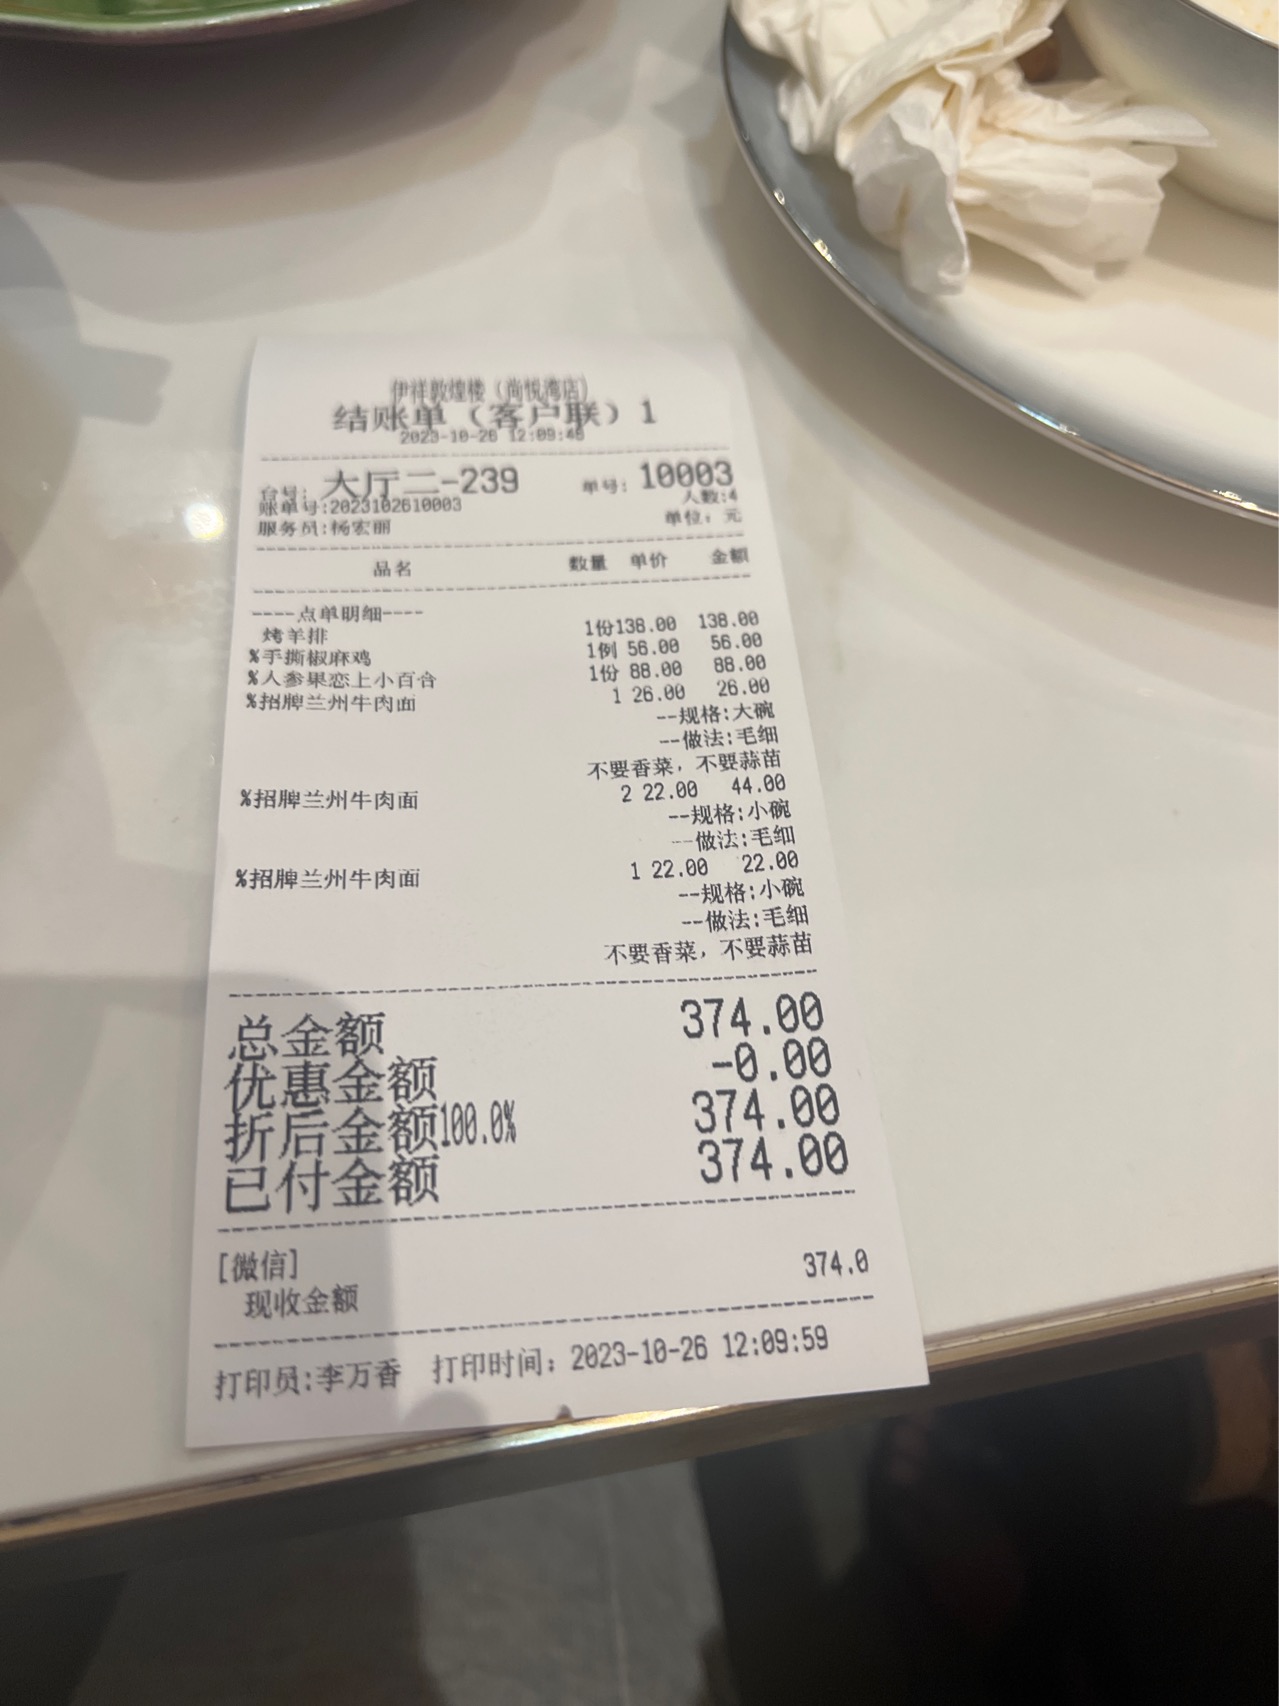 伊祥敦煌楼（尚悦湾店）
结账单（客户联）1
2023-10-26 12:09:46
台号: 大厅二-239 单号: 10003
账单号:2023102610003 人数:4
服务员:杨宏丽 单位: 元
品名 数量 单价 金额
----点单明细----
烤羊排 1份138.00 138.00
%手撕椒麻鸡 1例 56.00 56.00
%人参果恋上小百合 1份 88.00 88.00
%招牌兰州牛肉面 1 26.00 26.00
--规格:大碗
--做法:毛细
不要香菜，不要蒜苗
%招牌兰州牛肉面 2 22.00 44.00
--规格:小碗
--做法:毛细
%招牌兰州牛肉面 1 22.00 22.00
--规格:小碗
--做法:毛细
不要香菜，不要蒜苗
总金额 374.00
优惠金额 -0.00
折后金额100.0% 374.00
已付金额 374.00
[微信] 374.0
现收金额
打印员:李万香 打印时间: 2023-10-26 12:09:59